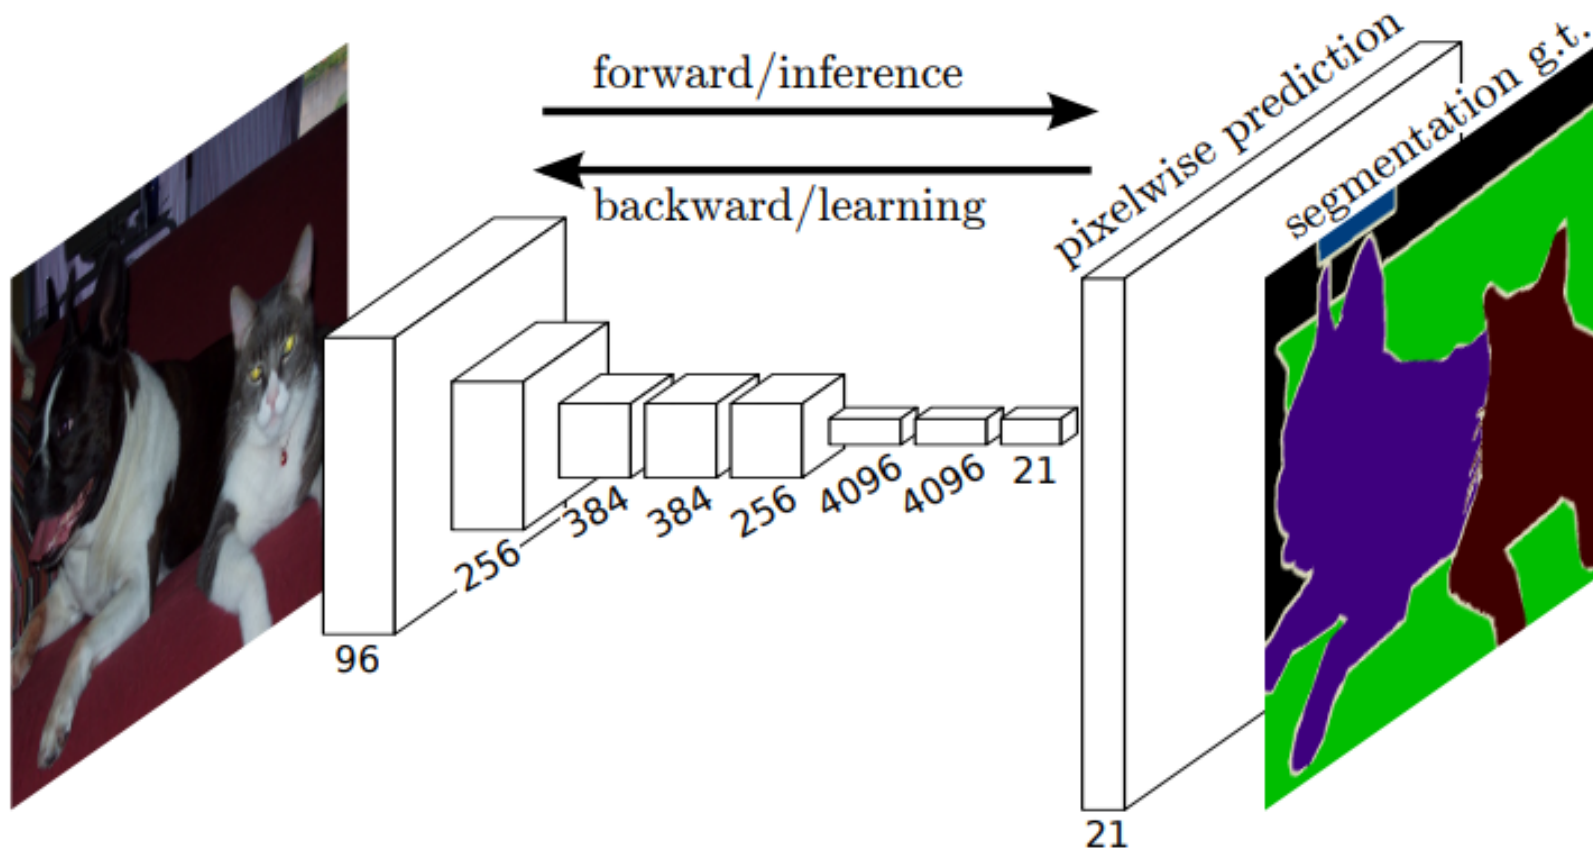 forward/inference
backward/learning
pixelwise prediction
segmentation g.t.
96
256
384
384
256
4096
4096
21
21